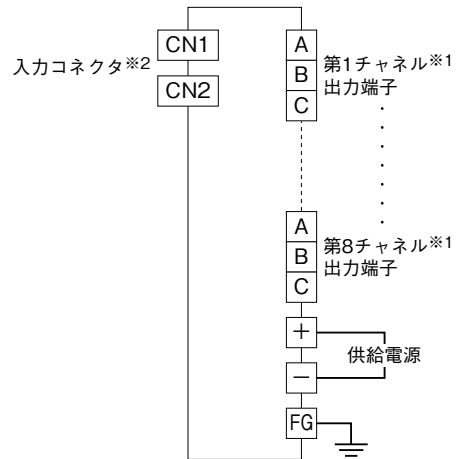 入力コネクタ※2
CN1
CN2
A
B
C
第1チャネル※1
出力端子
A
B
C
第8チャネル※1
出力端子
+
−
供給電源
FG